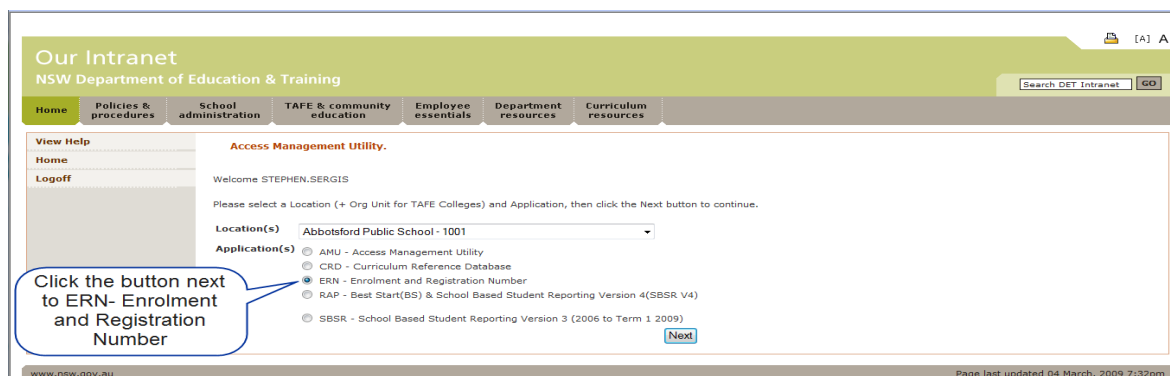 [A] A
Our Intranet
NSW Department of Education & Training
Search DET Intranet GO
Home
Policies & procedures
School administration
TAFE & community education
Employee essentials
Department resources
Curriculum resources
View Help
Home
Logoff
Access Management Utility.
Welcome STEPHEN.SERGIS
Please select a Location (+ Org Unit for TAFE Colleges) and Application, then click the Next button to continue.
Location(s) Abbotsford Public School - 1001
Application(s) AMU - Access Management Utility
CRD - Curriculum Reference Database
ERN - Enrolment and Registration Number
RAP - Best Start(BS) & School Based Student Reporting Version 4(SBSR V4)
SBSR - School Based Student Reporting Version 3 (2006 to Term 1 2009)
Next
Click the button next
to ERN- Enrolment
and Registration
Number
www.nsw.gov.au
Page last updated 04 March, 2009 7:32pm